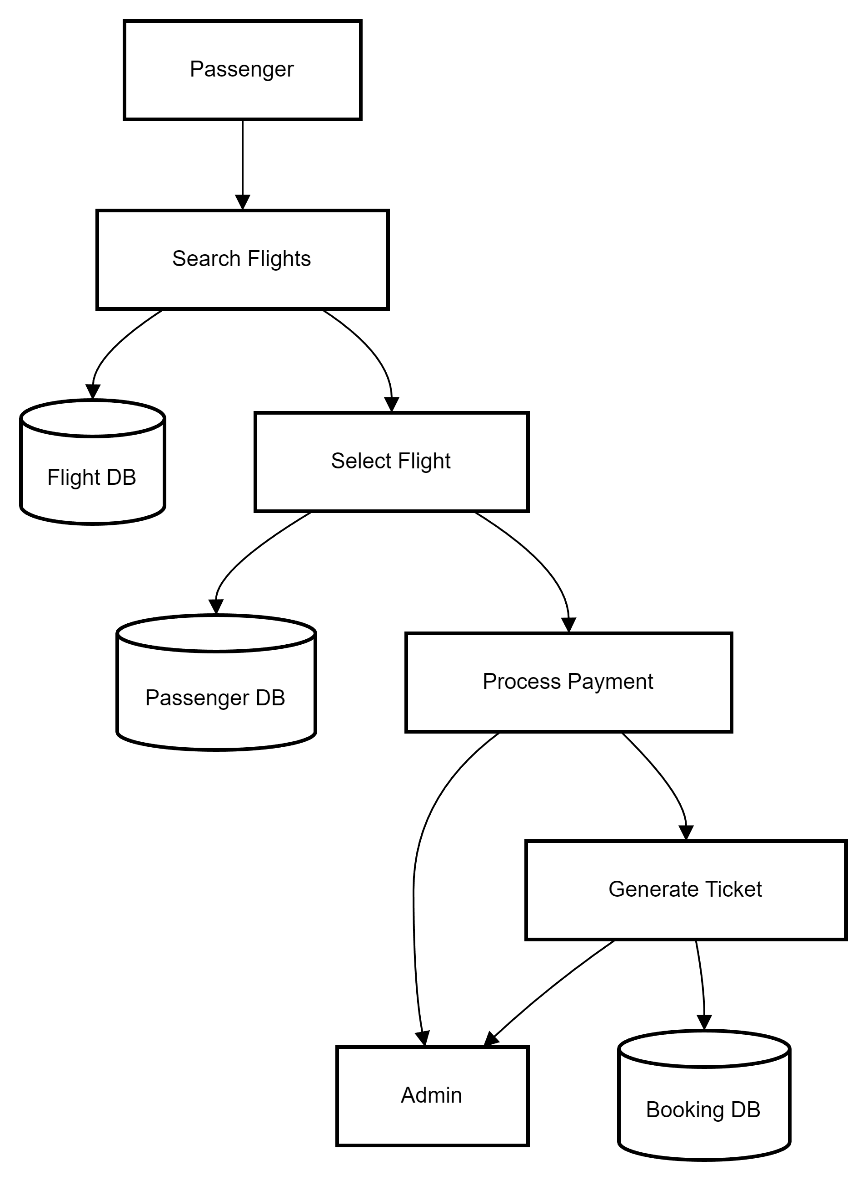 Passenger
Search Flights
Flight DB
Select Flight
Passenger DB
Process Payment
Generate Ticket
Admin
Booking DB